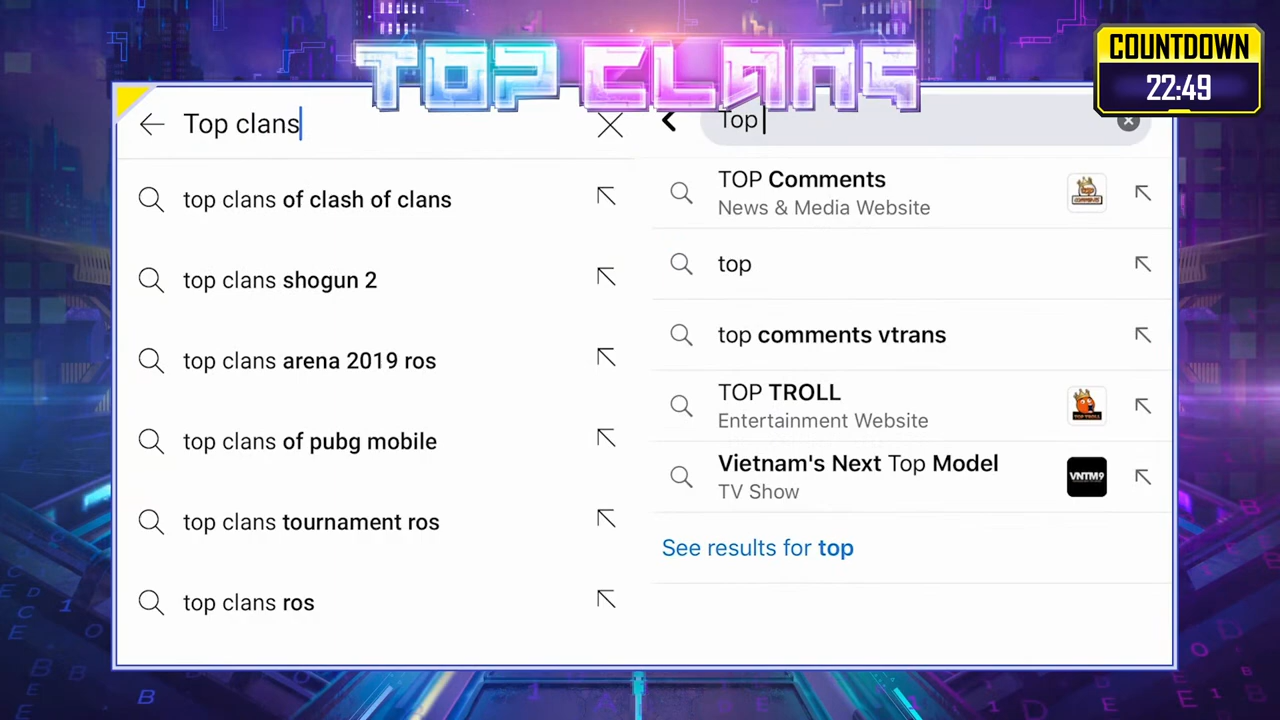 TOP CLANS
COUNTDOWN
22:49
Top clans
top clans of clash of clans
top clans shogun 2
top clans arena 2019 ros
top clans of pubg mobile
top clans tournament ros
top clans ros
Top
TOP Comments
News & Media Website
top
top comments vtrans
TOP TROLL
Entertainment Website
Vietnam's Next Top Model
TV Show
VNTM9
See results for top